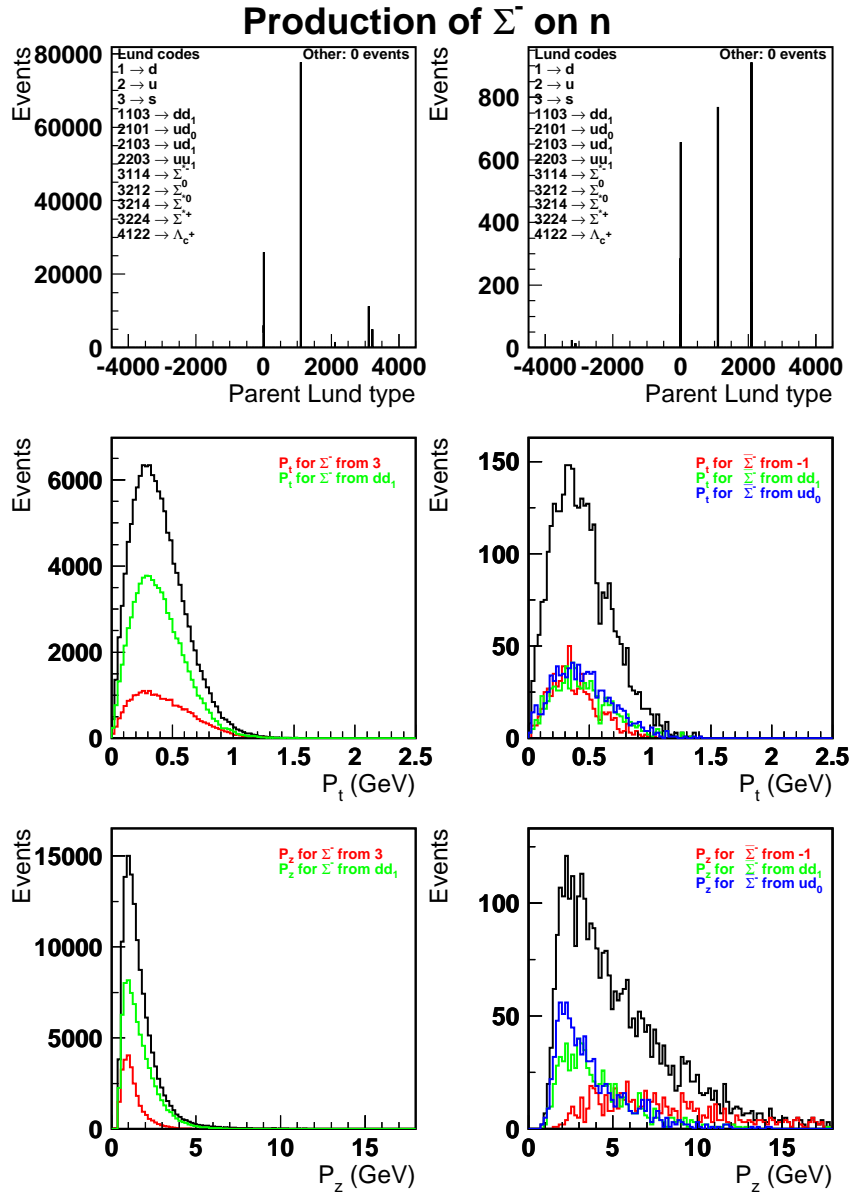 Production of Σ⁻ on n
Events
80000
60000
40000
20000
0
Lund codes
1 → d
2 → u
3 → s
1103 → dd₁
2101 → ud₀
2103 → ud₁
2203 → uu₁
3114 → Σ*⁻
3212 → Σ⁰
3214 → Σ*⁰
3224 → Σ*⁺
4122 → Λc⁺
Other: 0 events
-4000 -2000 0 2000 4000
Parent Lund type
Events
800
600
400
200
0
Lund codes
1 → d
2 → u
3 → s
1103 → dd₁
2101 → ud₀
2103 → ud₁
2203 → uu₁
3114 → Σ*⁻
3212 → Σ⁰
3214 → Σ*⁰
3224 → Σ*⁺
4122 → Λc⁺
Other: 0 events
-4000 -2000 0 2000 4000
Parent Lund type
Events
6000
4000
2000
0
Pt for Σ⁻ from 3
Pt for Σ⁻ from dd₁
0 0.5 1 1.5 2 2.5
Pt (GeV)
Events
150
100
50
0
Pt for Σ̅⁻ from -1
Pt for Σ̅⁻ from dd₁
Pt for Σ̅⁻ from ud₀
0 0.5 1 1.5 2 2.5
Pt (GeV)
Events
15000
10000
5000
0
Pz for Σ⁻ from 3
Pz for Σ⁻ from dd₁
0 5 10 15
Pz (GeV)
Events
100
50
0
Pz for Σ̅⁻ from -1
Pz for Σ̅⁻ from dd₁
Pz for Σ̅⁻ from ud₀
0 5 10 15
Pz (GeV)